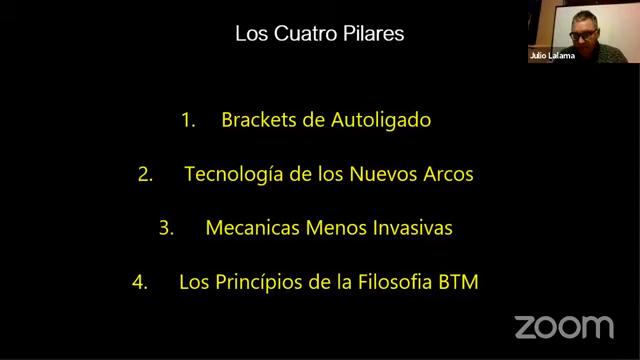 Los Cuatro Pilares
Julio Lalama
1. Brackets de Autoligado
2. Tecnología de los Nuevos Arcos
3. Mecanicas Menos Invasivas
4. Los Princípios de la Filosofia BTM
zoom